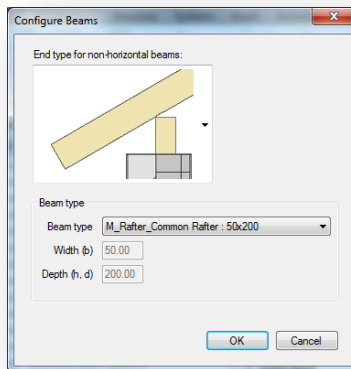 Configure Beams
End type for non-horizontal beams:
Beam type
Beam type M_Rafter_Common Rafter : 50x200
Width (b) 50.00
Depth (h, d) 200.00
OK Cancel